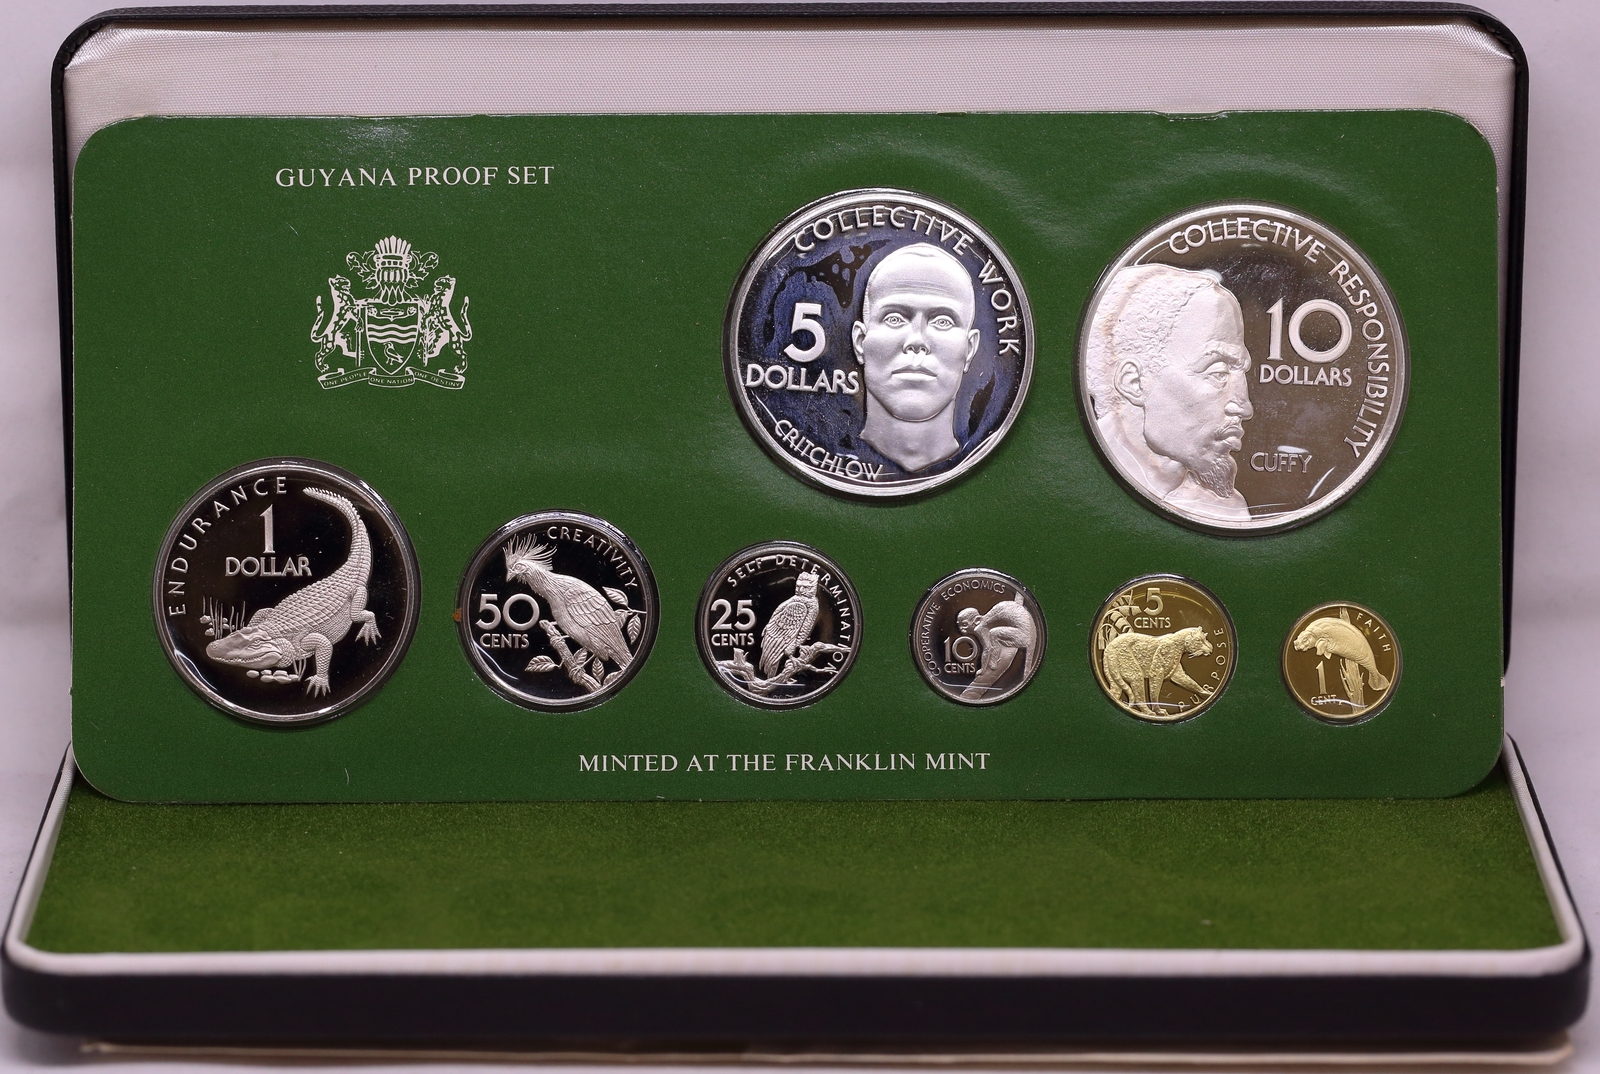 GUYANA PROOF SET
ONE PEOPLE ONE NATION ONE DESTINY
COLLECTIVE WORK
5
DOLLARS
CRITCHLOW
COLLECTIVE RESPONSIBILITY
10
DOLLARS
CUFFY
ENDURANCE
1
DOLLAR
CREATIVITY
50
CENTS
SELF DETERMINATION
25
CENTS
COOPERATIVE ECONOMICS
10
CENTS
5
CENTS
PURPOSE
FAITH
1
CENT
MINTED AT THE FRANKLIN MINT